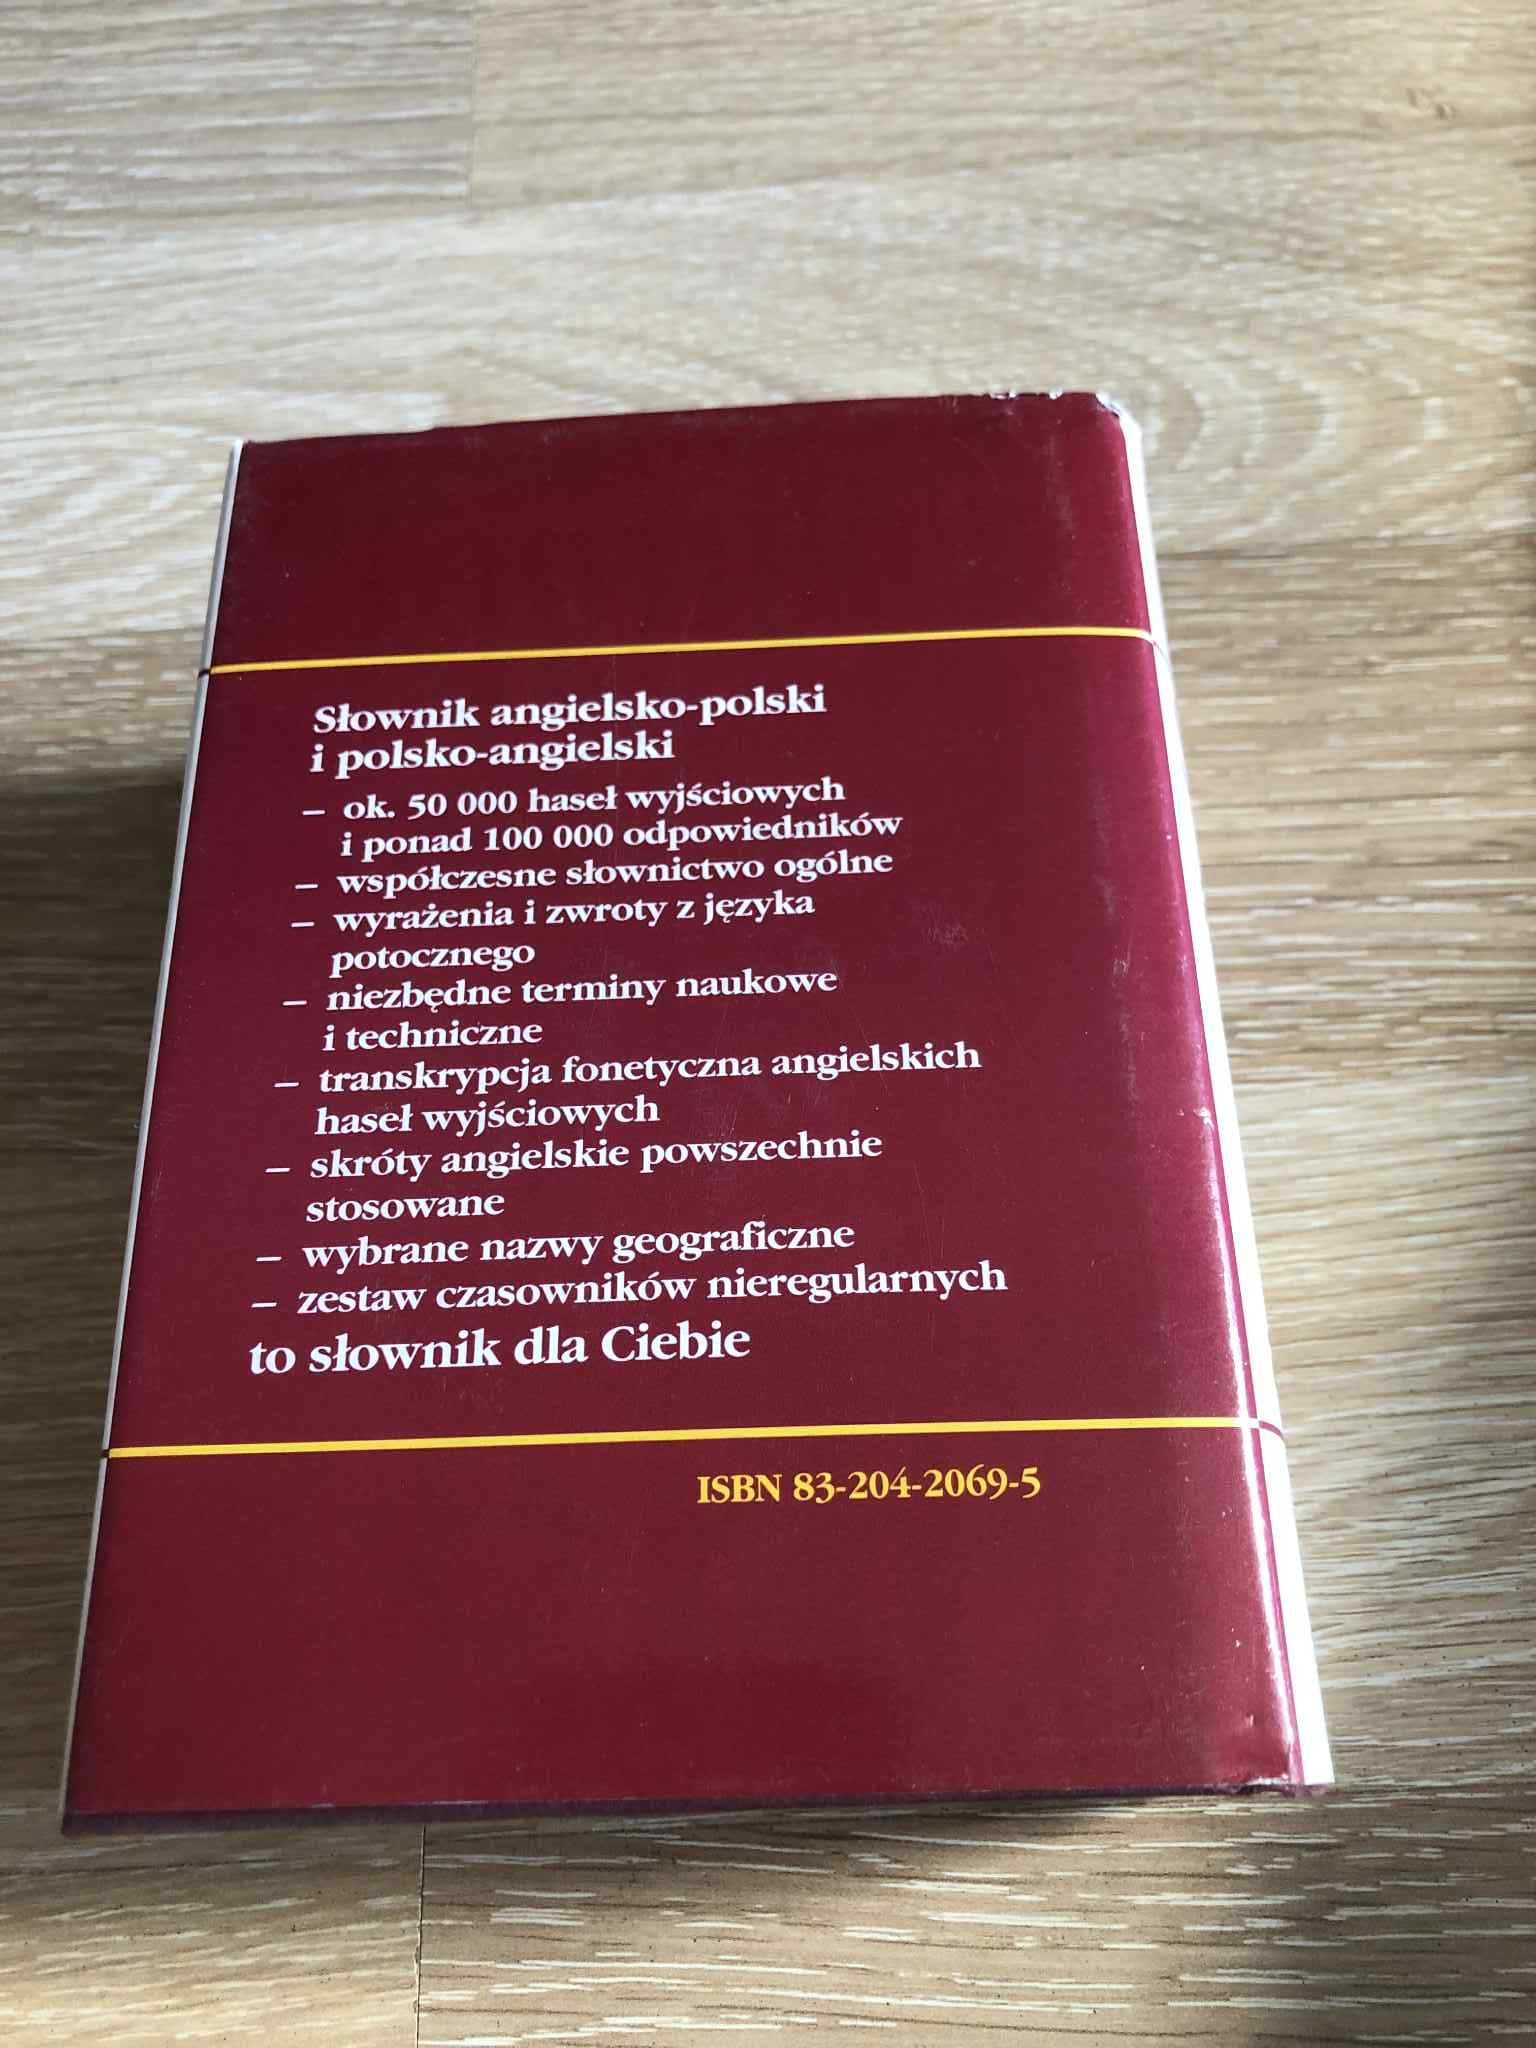 Słownik angielsko-polski
i polsko-angielski
– ok. 50 000 haseł wyjściowych
i ponad 100 000 odpowiedników
– współczesne słownictwo ogólne
– wyrażenia i zwroty z języka
potocznego
– niezbędne terminy naukowe
i techniczne
– transkrypcja fonetyczna angielskich
haseł wyjściowych
– skróty angielskie powszechnie
stosowane
– wybrane nazwy geograficzne
– zestaw czasowników nieregularnych
to słownik dla Ciebie
ISBN 83-204-2069-5